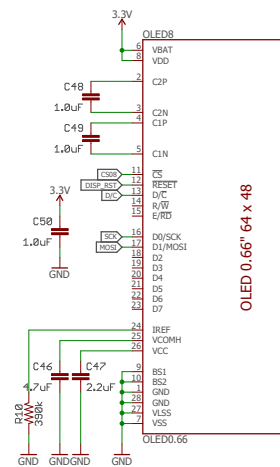 3.3V
OLED8
6 VBAT
8 VDD
C48
2 C2P
1.0uF
3 C2N
C49
4 C1P
1.0uF
5 C1N
CS08 11 CS
DISP_RST 12 RESET
D/C 13 D/C
14 R/W
15 E/RD
3.3V
C50
1.0uF
GND
SCK 16 D0/SCK
MOSI 17 D1/MOSI
18 D2
19 D3
20 D4
21 D5
22 D6
23 D7
OLED 0.66" 64 x 48
24 IREF
25 VCOMH
26 VCC
C46
4.7uF
C47
2.2uF
R10
390k
9 BS1
10 BS2
1 GND
28 GND
27 VLSS
7 VSS
OLED0.66
GND
GND
GND
GND